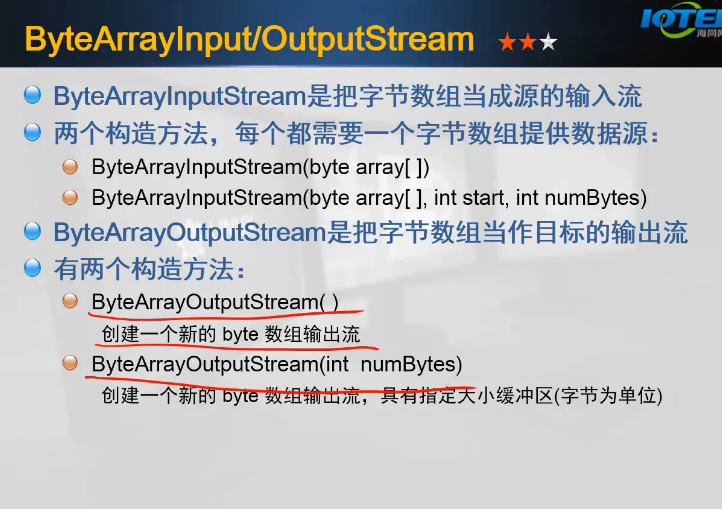 ByteArrayInput/OutputStream
ByteArrayInputStream是把字节数组当成源的输入流
两个构造方法，每个都需要一个字节数组提供数据源：
ByteArrayInputStream(byte array[ ])
ByteArrayInputStream(byte array[ ], int start, int numBytes)
ByteArrayOutputStream是把字节数组当作目标的输出流
有两个构造方法：
ByteArrayOutputStream( )
创建一个新的 byte 数组输出流
ByteArrayOutputStream(int  numBytes)
创建一个新的 byte 数组输出流，具有指定大小缓冲区(字节为单位)